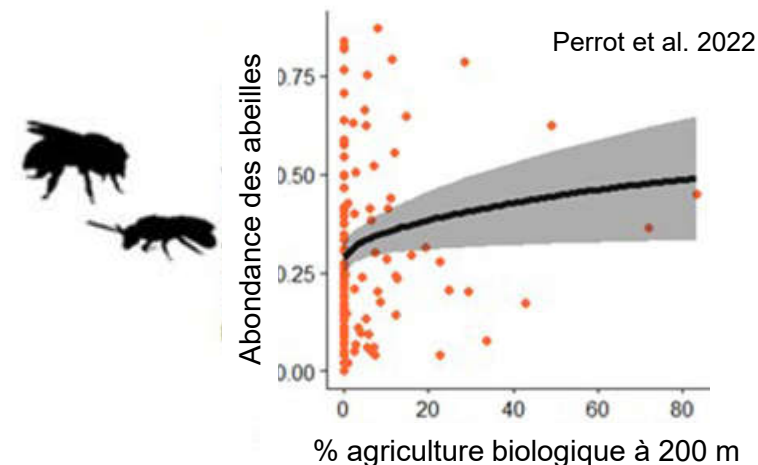 Perrot et al. 2022
Abondance des abeilles
0.75
0.50
0.25
0.00
0 20 40 60 80
% agriculture biologique à 200 m